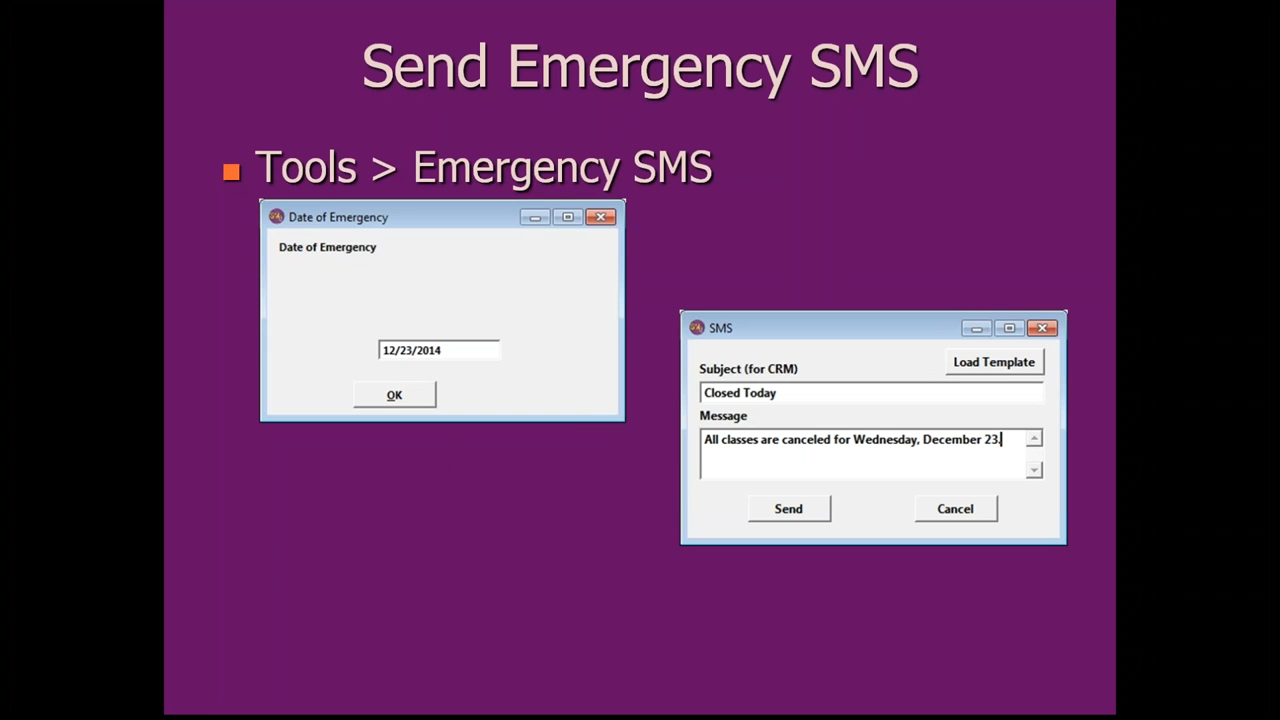 Send Emergency SMS
Tools > Emergency SMS
Date of Emergency
Date of Emergency
12/23/2014
OK
SMS
Load Template
Subject (for CRM)
Closed Today
Message
All classes are canceled for Wednesday, December 23.
Send
Cancel